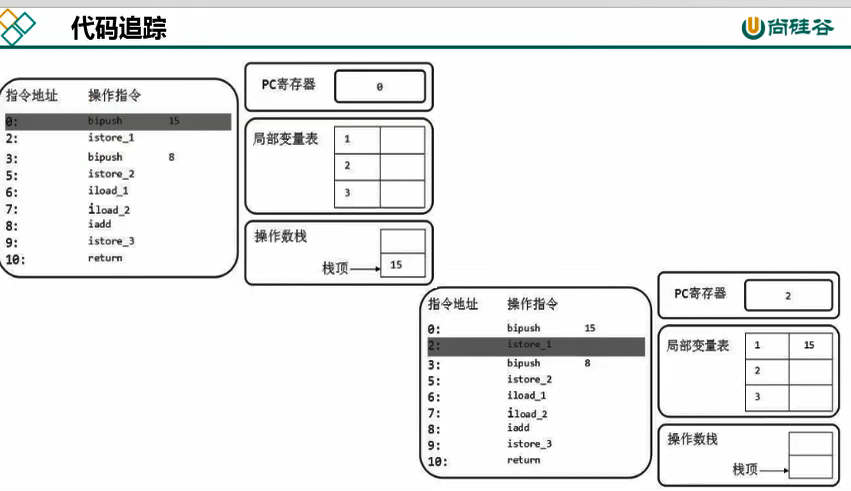 代码追踪
尚硅谷
指令地址 操作指令
0: bipush 15
2: istore_1
3: bipush 8
5: istore_2
6: iload_1
7: iload_2
8: iadd
9: istore_3
10: return
PC寄存器 0
局部变量表 1
2
3
操作数栈
栈顶 15
指令地址 操作指令
0: bipush 15
2: istore_1
3: bipush 8
5: istore_2
6: iload_1
7: iload_2
8: iadd
9: istore_3
10: return
PC寄存器 2
局部变量表 1 15
2
3
操作数栈
栈顶